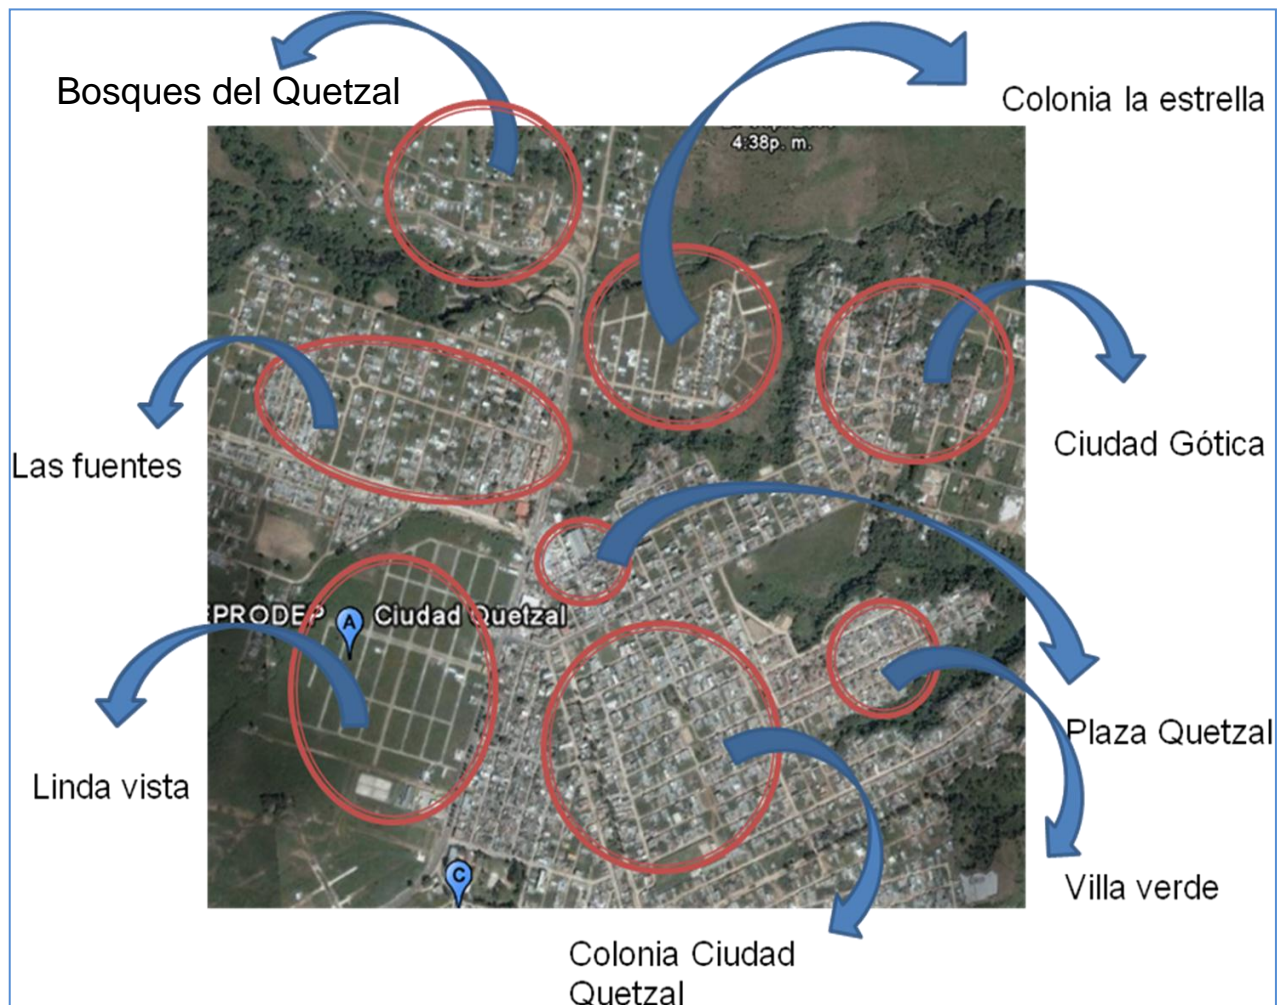 Bosques del Quetzal
Colonia la estrella
4:38p. m.
Ciudad Gótica
Las fuentes
EPRODEP
A
Ciudad Quetzal
Linda vista
Plaza Quetzal
Villa verde
C
Colonia Ciudad
Quetzal